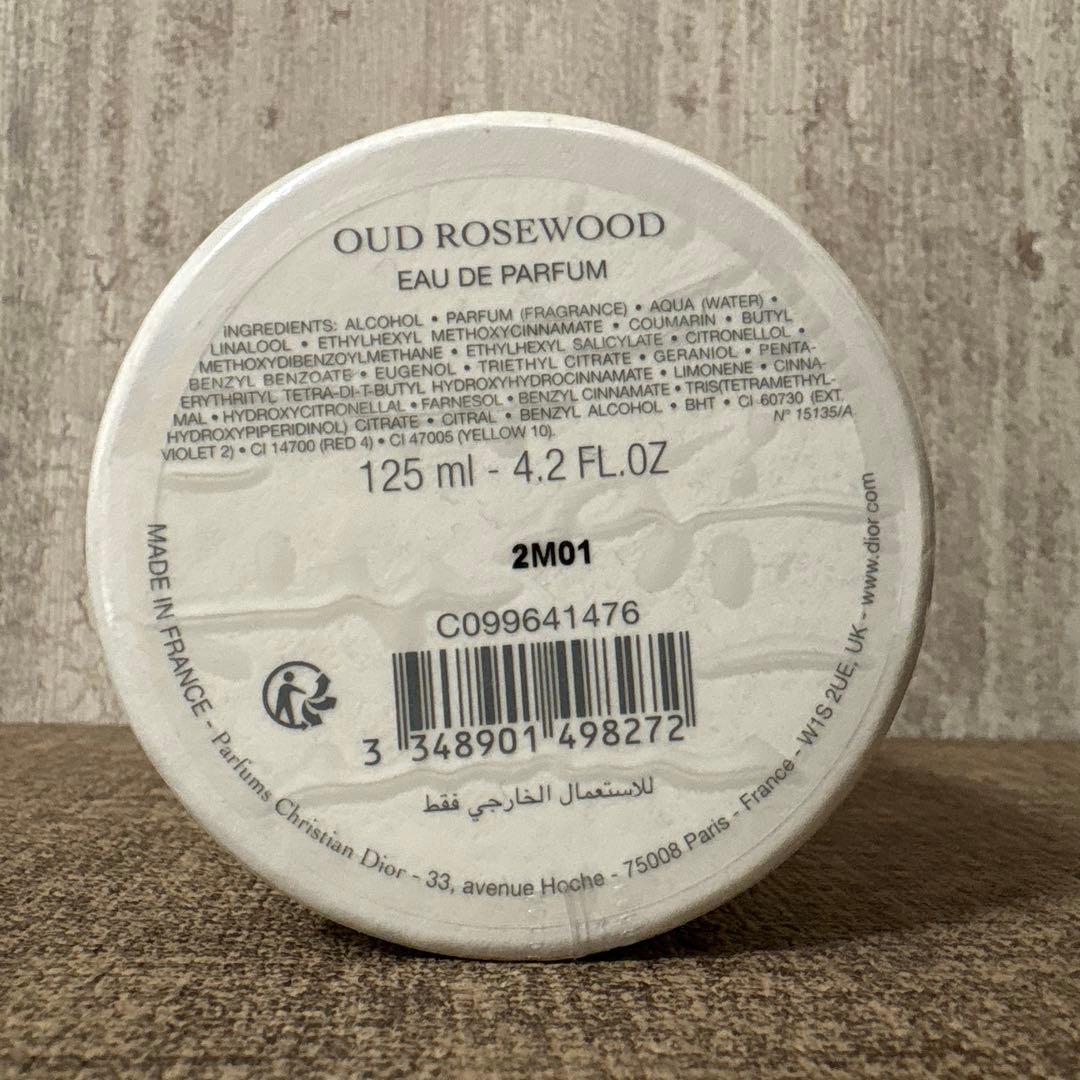 OUD ROSEWOOD
EAU DE PARFUM
INGREDIENTS: ALCOHOL • PARFUM (FRAGRANCE) • AQUA (WATER) •
LINALOOL • ETHYLHEXYL METHOXYCINNAMATE • COUMARIN • BUTYL
METHOXYDIBENZOYLMETHANE • ETHYLHEXYL SALICYLATE • CITRONELLOL •
BENZYL BENZOATE • EUGENOL • TRIETHYL CITRATE • GERANIOL • PENTA-
ERYTHRITYL TETRA-DI-T-BUTYL HYDROXYHYDROCINNAMATE • LIMONENE • CINNA-
MAL • HYDROXYCITRONELLAL • FARNESOL • BENZYL CINNAMATE • TRIS(TETRAMETHYL-
HYDROXYPIPERIDINOL) CITRATE • CITRAL • BENZYL ALCOHOL • BHT • CI 60730 (EXT.
VIOLET 2) • CI 14700 (RED 4) • CI 47005 (YELLOW 10).
N° 15135/A
125 ml - 4.2 FL.OZ
2M01
C099641476
3 348901 498272
للاستعمال الخارجي فقط
MADE IN FRANCE - Parfums Christian Dior - 33, avenue Hoche - 75008 Paris - France - W1S 2UE, UK - www.dior.com